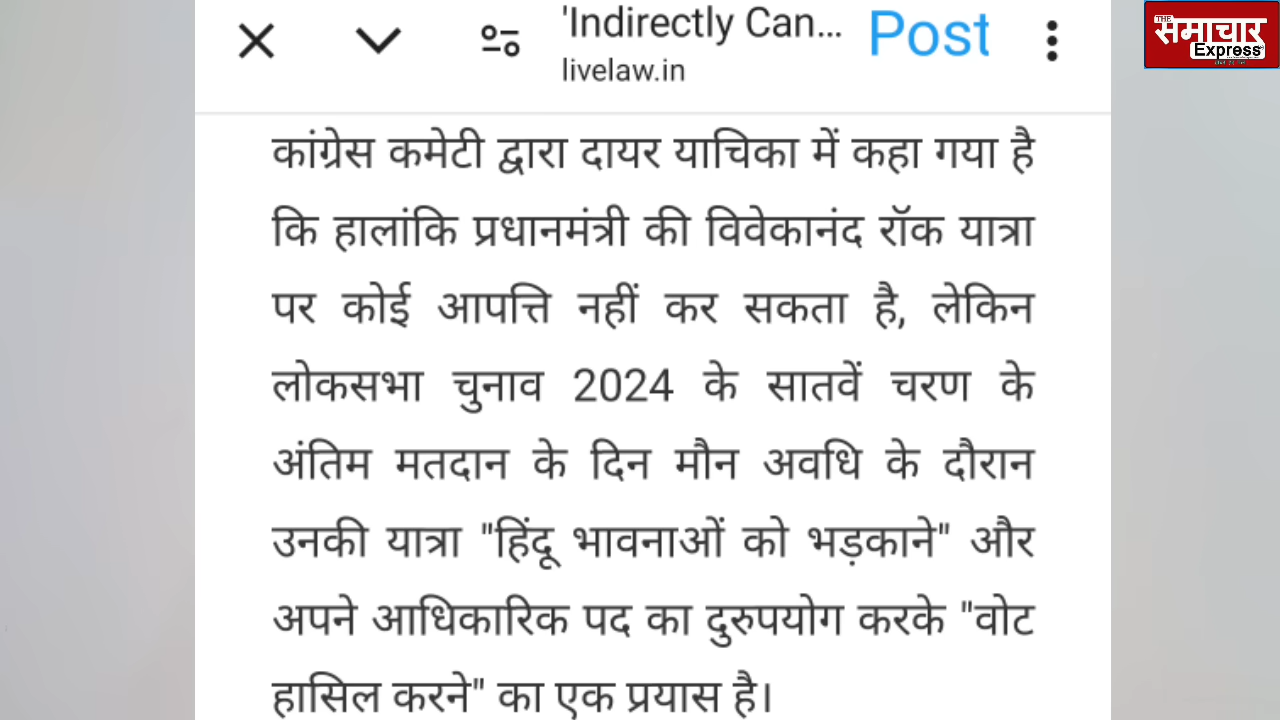 'Indirectly Can...
livelaw.in
Post
THE
समाचार
Express
कांग्रेस कमेटी द्वारा दायर याचिका में कहा गया है
कि हालांकि प्रधानमंत्री की विवेकानंद रॉक यात्रा
पर कोई आपत्ति नहीं कर सकता है, लेकिन
लोकसभा चुनाव 2024 के सातवें चरण के
अंतिम मतदान के दिन मौन अवधि के दौरान
उनकी यात्रा "हिंदू भावनाओं को भड़काने" और
अपने आधिकारिक पद का दुरुपयोग करके "वोट
हासिल करने" का एक प्रयास है।